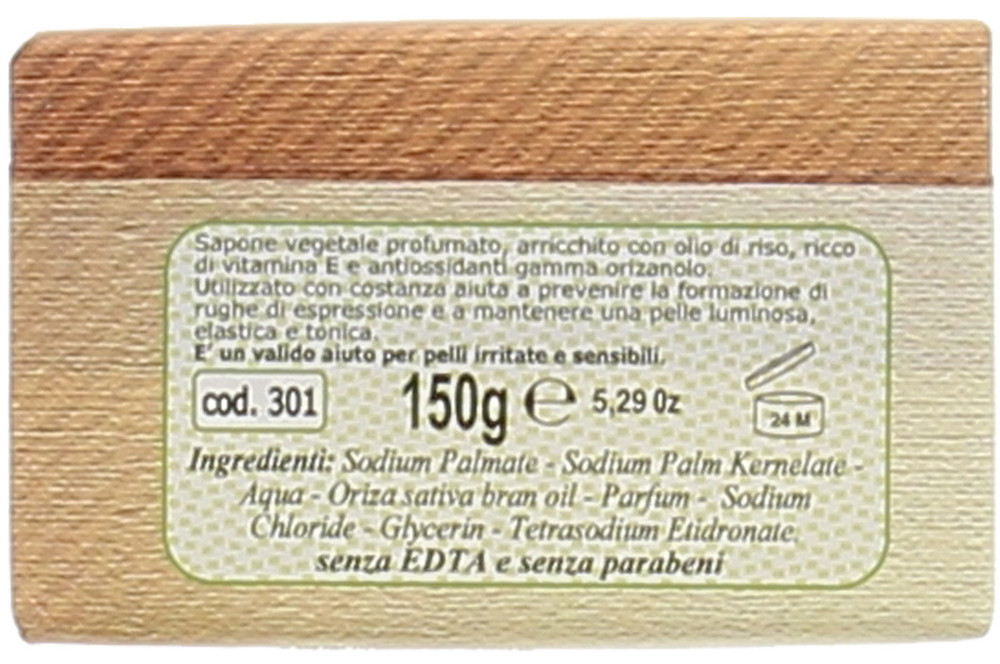 Sapone vegetale profumato, arricchito con olio di riso, ricco
di vitamina E e antiossidanti gamma orizanolo.
Utilizzato con costanza aiuta a prevenire la formazione di
rughe di espressione e a mantenere una pelle luminosa,
elastica e tonica.
E' un valido aiuto per pelli irritate e sensibili.
cod. 301
150g ℮ 5,29 Oz
24 M
Ingredienti: Sodium Palmate - Sodium Palm Kernelate -
Aqua - Oriza sativa bran oil - Parfum - Sodium
Chloride - Glycerin - Tetrasodium Etidronate.
senza EDTA e senza parabeni